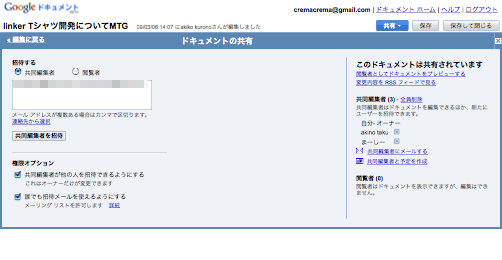 Google ドキュメント
cremacrema@gmail.com | ドキュメント ホーム | ヘルプ | ログアウト
linker Tシャツ開発についてMTG 09/03/06 14:07 にakiko kuronoさんが編集しました
共有 保存 保存して閉じる
« 編集に戻る ドキュメントの共有
招待する
共同編集者 閲覧者
メール アドレスが複数ある場合はカンマで区切ります。
連絡先から選択
共同編集者を招待
権限オプション
共同編集者が他の人を招待できるようにする
これはオーナーだけが変更できます
誰でも招待メールを使えるようにする
メーリング リストを許可します 詳細
このドキュメントは共有されています
閲覧者としてドキュメントをプレビューする
変更内容を RSS フィードで見る
共同編集者 (3) - 全員削除
共同編集者はドキュメントを編集できるほか、新たにユーザーを招待できます。
自分- オーナー
akino taku
まーしー
共同編集者にメールする
共同編集者と予定を作成
閲覧者 (0)
閲覧者はドキュメントを表示できますが、編集はできません。